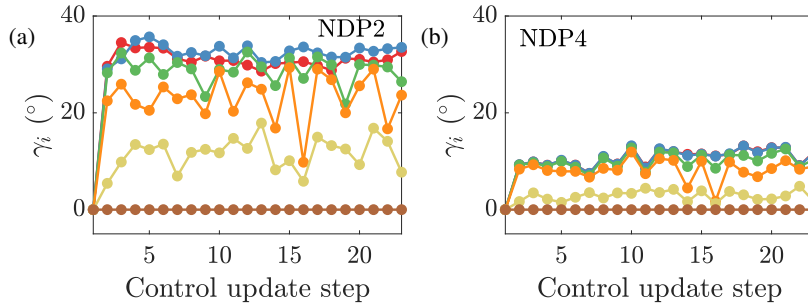 (a)
NDP2
γᵢ (°)
40
20
0
5 10 15 20
Control update step
(b)
NDP4
γᵢ (°)
40
20
0
5 10 15 20
Control update step